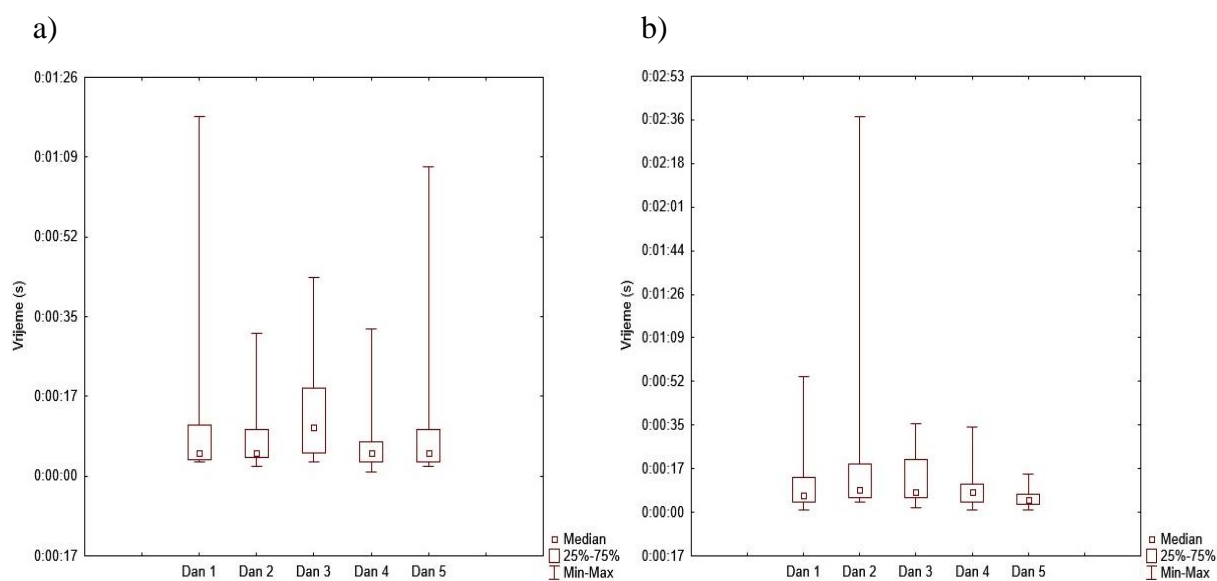 a)
0:01:26
0:01:09
0:00:52
0:00:35
0:00:17
0:00:00
0:00:17
Vrijeme (s)
Dan 1 Dan 2 Dan 3 Dan 4 Dan 5
Median
25%-75%
Min-Max
b)
0:02:53
0:02:36
0:02:18
0:02:01
0:01:44
0:01:26
0:01:09
0:00:52
0:00:35
0:00:17
0:00:00
0:00:17
Vrijeme (s)
Dan 1 Dan 2 Dan 3 Dan 4 Dan 5
Median
25%-75%
Min-Max